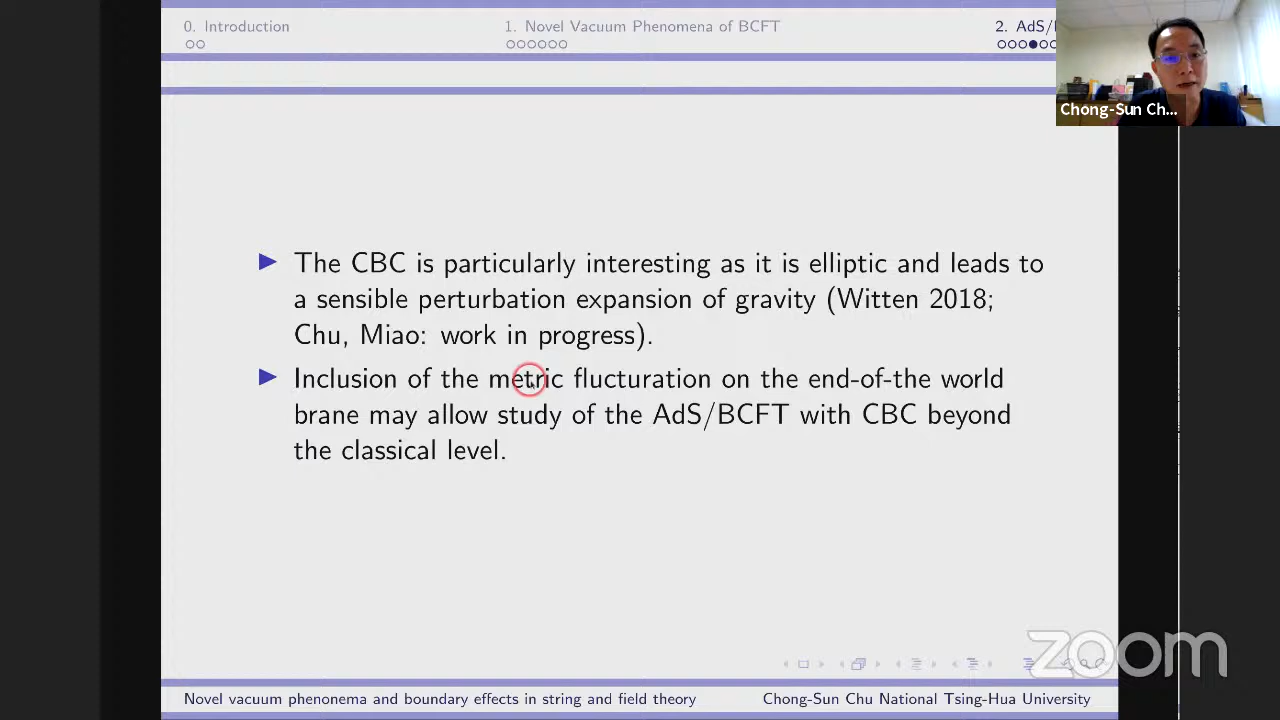 0. Introduction
1. Novel Vacuum Phenomena of BCFT
2. AdS/
Chong-Sun Ch...
The CBC is particularly interesting as it is elliptic and leads to
a sensible perturbation expansion of gravity (Witten 2018;
Chu, Miao: work in progress).
Inclusion of the metric flucturation on the end-of-the world
brane may allow study of the AdS/BCFT with CBC beyond
the classical level.
zoom
Novel vacuum phenonema and boundary effects in string and field theory
Chong-Sun Chu National Tsing-Hua University